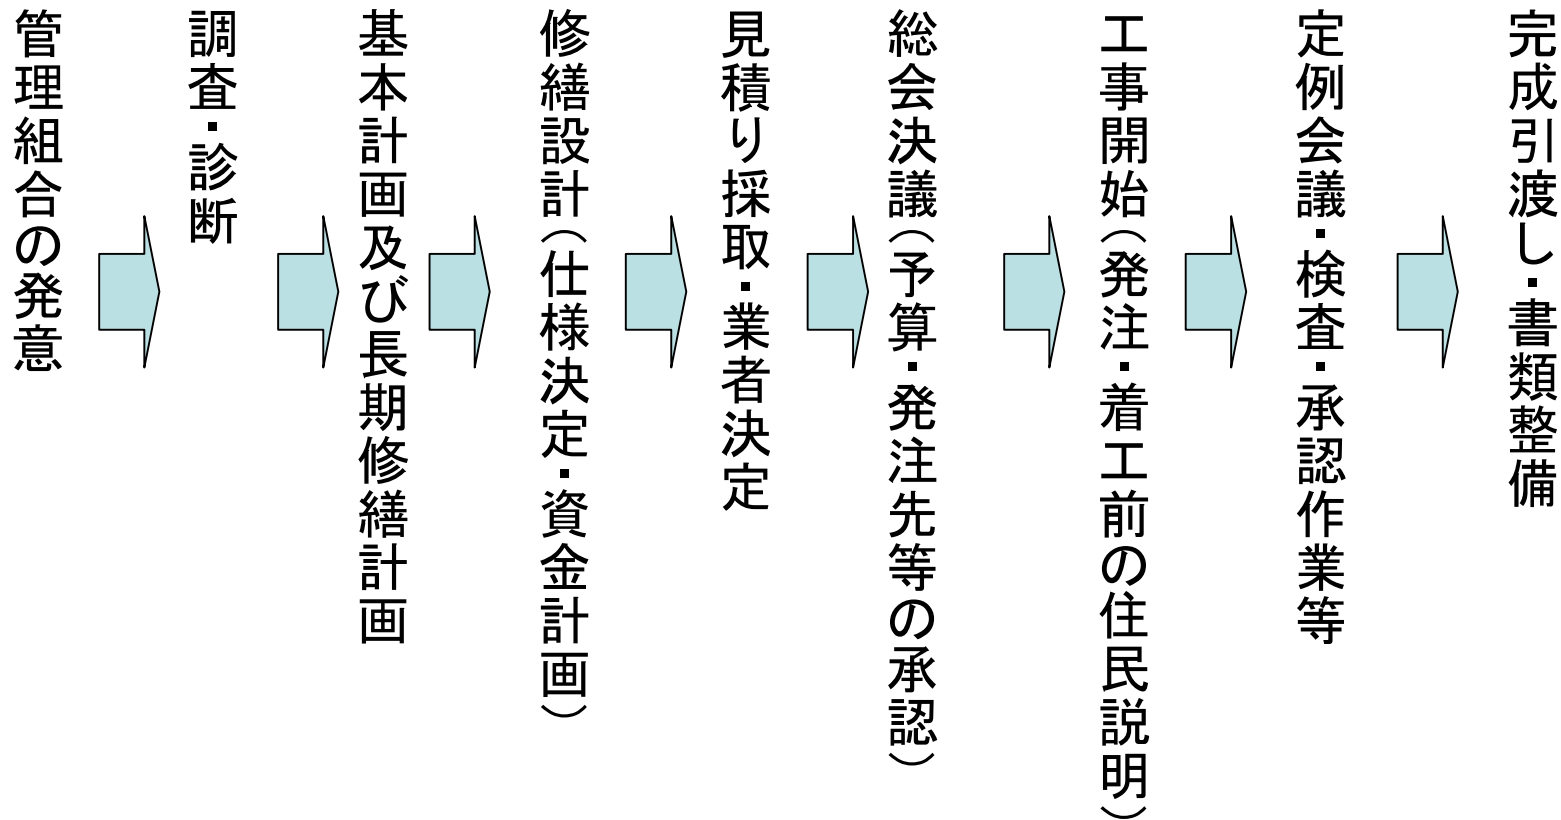 管理組合の発意
調査・診断
基本計画及び長期修繕計画
修繕設計（仕様決定・資金計画）
見積り採取・業者決定
総会決議（予算・発注先等の承認）
工事開始（発注・着工前の住民説明）
定例会議・検査・承認作業等
完成引渡し・書類整備